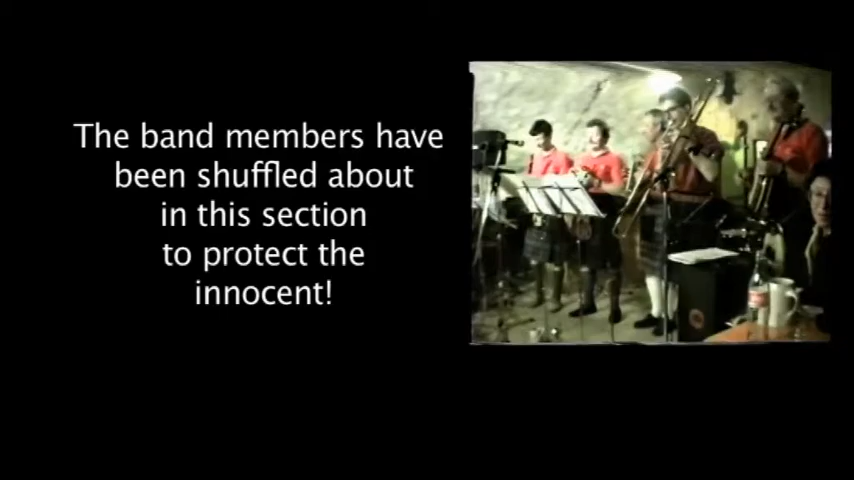 The band members have
been shuffled about
in this section
to protect the
innocent!